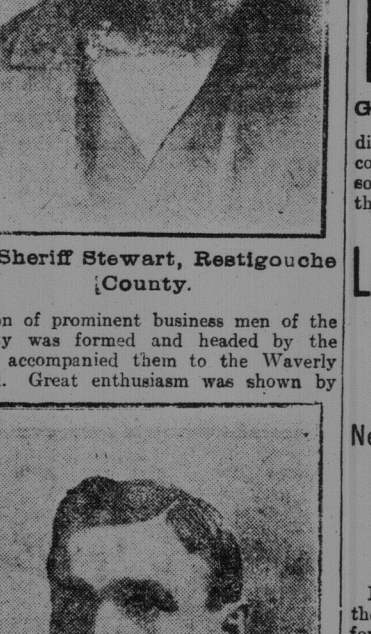 Sheriff Stewart, Restigouche
County.
on of prominent business men of the
y was formed and headed by the
accompanied them to the Waverly
. Great enthusiasm was shown by
G
di
co
so
th
L
Ne
the
for